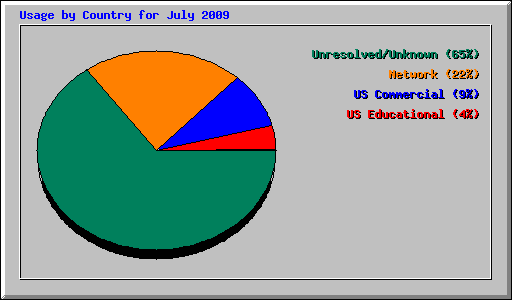 Usage by Country for July 2009
Unresolved/Unknown (65%)
Network (22%)
US Commercial (9%)
US Educational (4%)